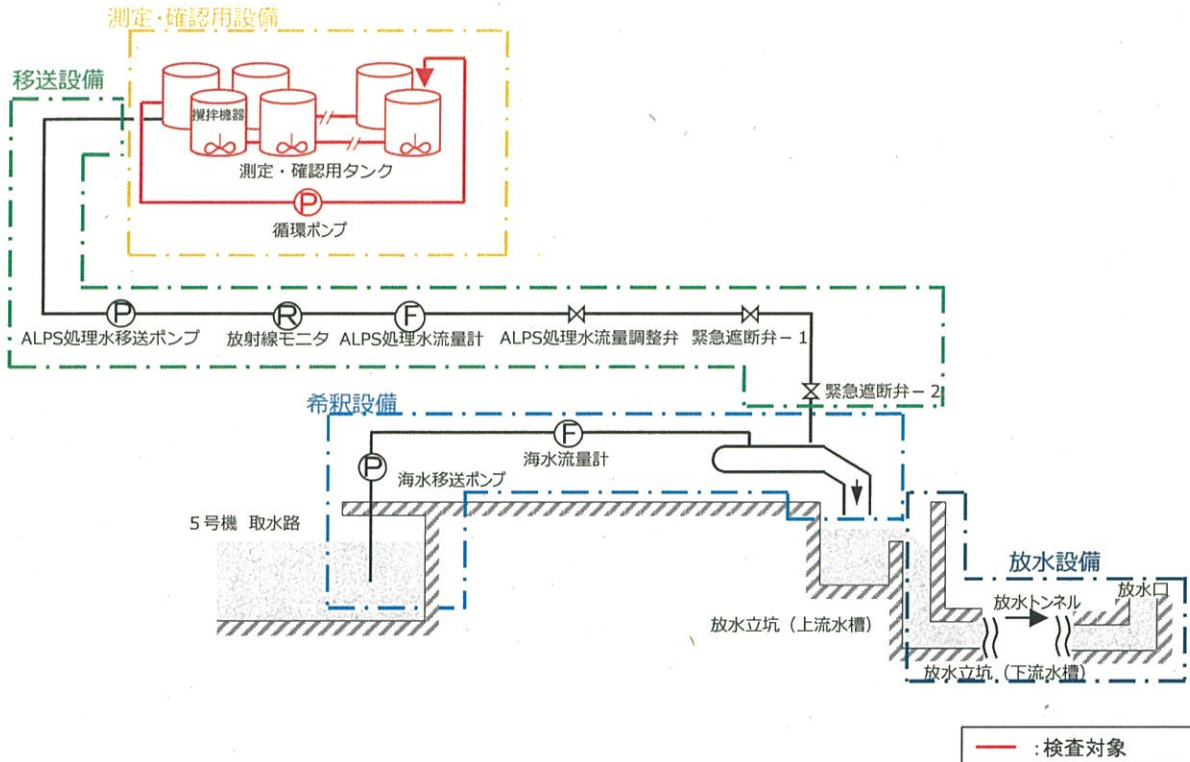 測定・確認用設備
移送設備
攪拌機器
測定・確認用タンク
P
循環ポンプ
P
R
F
ALPS処理水移送ポンプ
放射線モニタ
ALPS処理水流量計
ALPS処理水流量調整弁
緊急遮断弁－1
緊急遮断弁－2
希釈設備
F
海水流量計
P
海水移送ポンプ
5号機 取水路
放水設備
放水口
放水トンネル
放水立坑（上流水槽）
放水立坑（下流水槽）
：検査対象